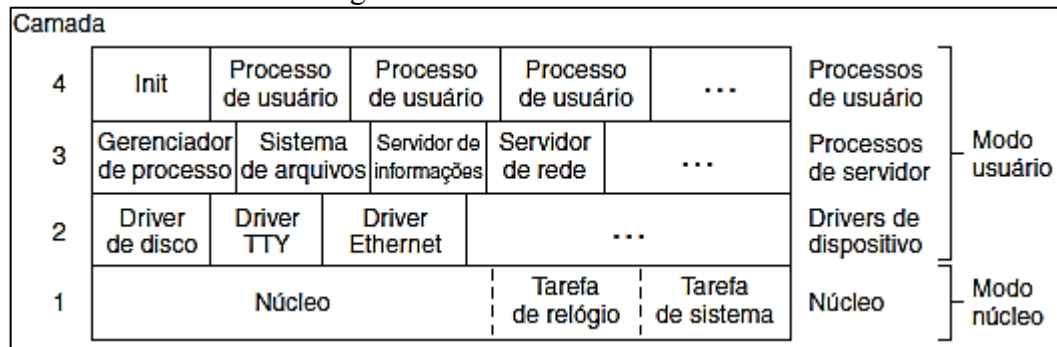 Camada
4
Init
Processo
de usuário
Processo
de usuário
Processo
de usuário
...
Processos
de usuário
3
Gerenciador
de processo
Sistema
de arquivos
Servidor de
informações
Servidor
de rede
...
Processos
de servidor
Modo
usuário
2
Driver
de disco
Driver
TTY
Driver
Ethernet
...
Drivers de
dispositivo
1
Núcleo
Tarefa
de relógio
Tarefa
de sistema
Núcleo
Modo
núcleo